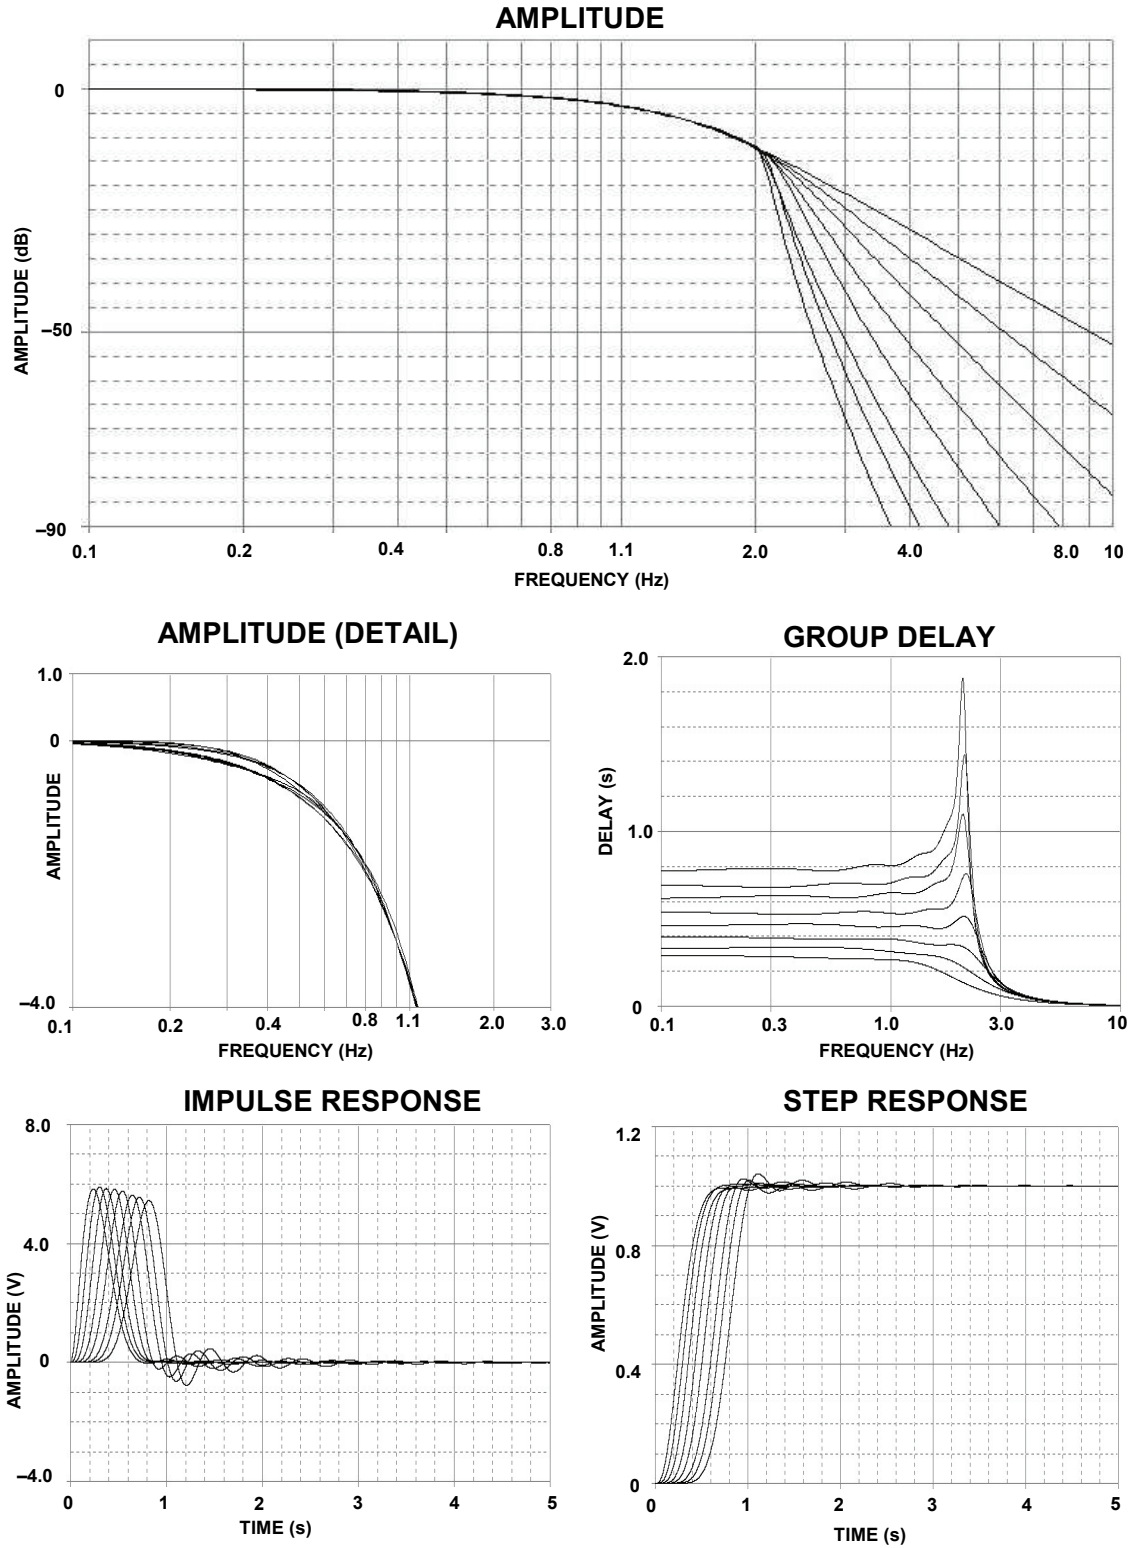 AMPLITUDE
0
–50
–90
AMPLITUDE (dB)
0.1 0.2 0.4 0.8 1.1 2.0 4.0 8.0 10
FREQUENCY (Hz)
AMPLITUDE (DETAIL)
1.0
0
–4.0
AMPLITUDE
0.1 0.2 0.4 0.8 1.1 2.0 3.0
FREQUENCY (Hz)
GROUP DELAY
2.0
1.0
0
DELAY (s)
0.1 0.3 1.0 3.0 10
FREQUENCY (Hz)
IMPULSE RESPONSE
8.0
4.0
0
–4.0
AMPLITUDE (V)
0 1 2 3 4 5
TIME (s)
STEP RESPONSE
1.2
0.8
0.4
0
AMPLITUDE (V)
0 1 2 3 4 5
TIME (s)